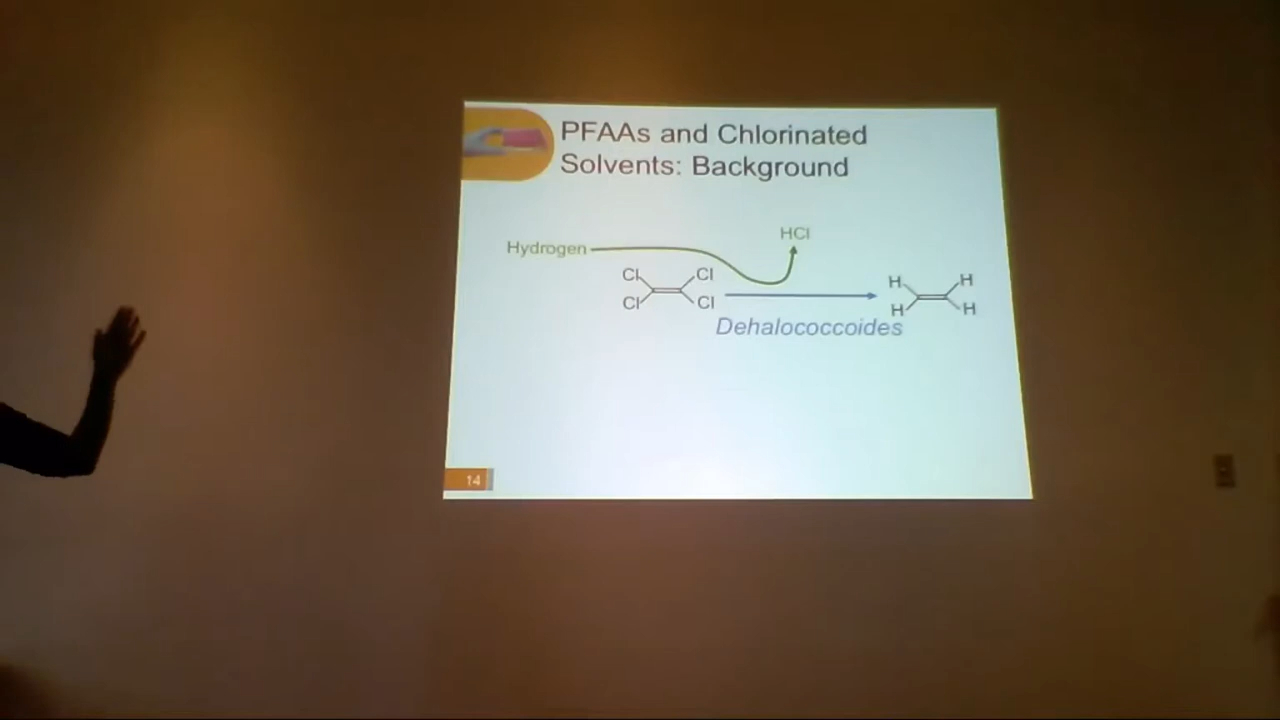 PFAAs and Chlorinated
Solvents: Background
HCl
Hydrogen
Cl Cl
Cl Cl
H H
H H
Dehalococcoides
14